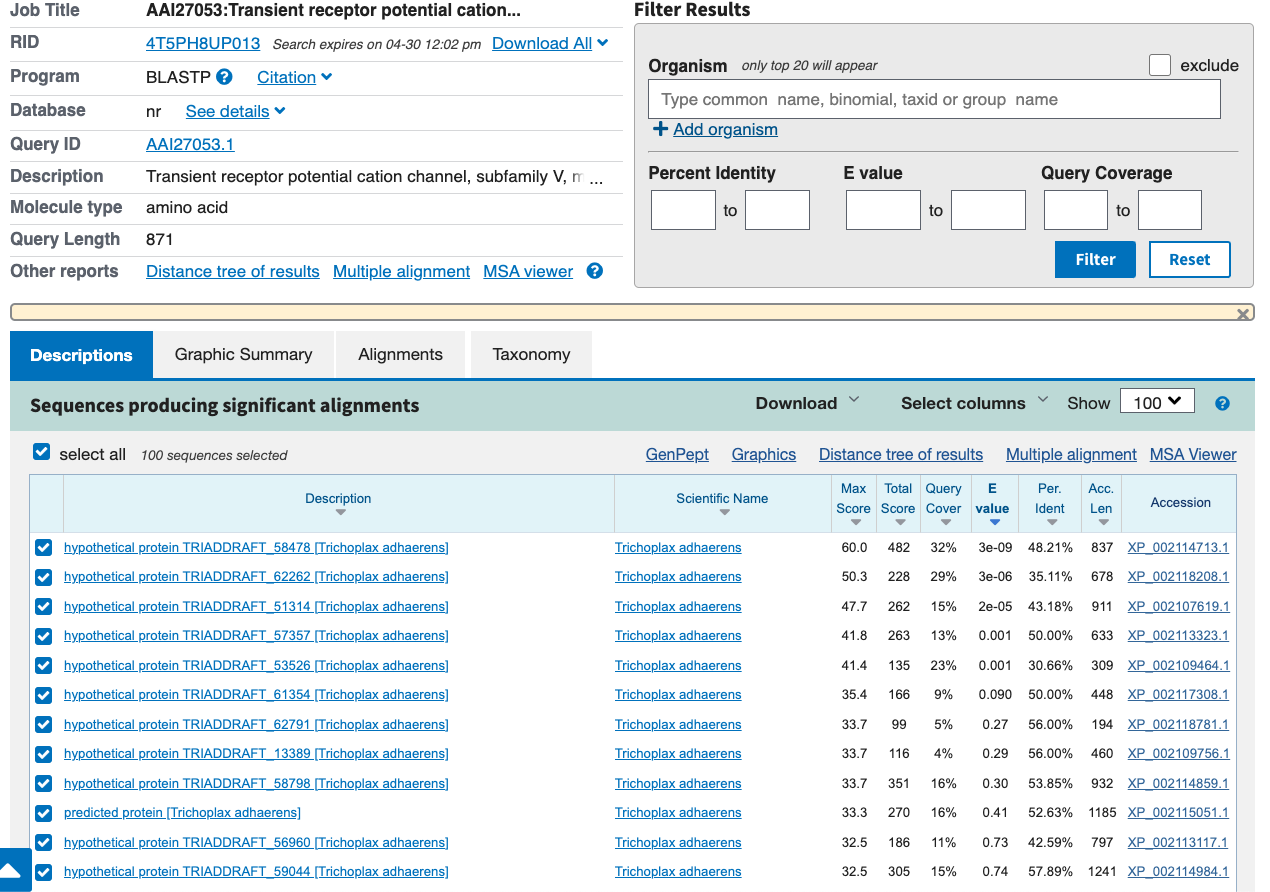 Job Title AAI27053:Transient receptor potential cation...
RID 4T5PH8UP013 Search expires on 04-30 12:02 pm Download All
Program BLASTP ? Citation
Database nr See details
Query ID AAI27053.1
Description Transient receptor potential cation channel, subfamily V, m ...
Molecule type amino acid
Query Length 871
Other reports Distance tree of results Multiple alignment MSA viewer ?
Filter Results
Organism only top 20 will appear exclude
Type common name, binomial, taxid or group name
+ Add organism
Percent Identity E value Query Coverage
to to to
Filter Reset
Descriptions Graphic Summary Alignments Taxonomy
Sequences producing significant alignments Download Select columns Show 100 ?
select all 100 sequences selected GenPept Graphics Distance tree of results Multiple alignment MSA Viewer
Description Scientific Name Max Score Total Score Query Cover E value Per. Ident Acc. Len Accession
hypothetical protein TRIADDRAFT_58478 [Trichoplax adhaerens] Trichoplax adhaerens 60.0 482 32% 3e-09 48.21% 837 XP_002114713.1
hypothetical protein TRIADDRAFT_62262 [Trichoplax adhaerens] Trichoplax adhaerens 50.3 228 29% 3e-06 35.11% 678 XP_002118208.1
hypothetical protein TRIADDRAFT_51314 [Trichoplax adhaerens] Trichoplax adhaerens 47.7 262 15% 2e-05 43.18% 911 XP_002107619.1
hypothetical protein TRIADDRAFT_57357 [Trichoplax adhaerens] Trichoplax adhaerens 41.8 263 13% 0.001 50.00% 633 XP_002113323.1
hypothetical protein TRIADDRAFT_53526 [Trichoplax adhaerens] Trichoplax adhaerens 41.4 135 23% 0.001 30.66% 309 XP_002109464.1
hypothetical protein TRIADDRAFT_61354 [Trichoplax adhaerens] Trichoplax adhaerens 35.4 166 9% 0.090 50.00% 448 XP_002117308.1
hypothetical protein TRIADDRAFT_62791 [Trichoplax adhaerens] Trichoplax adhaerens 33.7 99 5% 0.27 56.00% 194 XP_002118781.1
hypothetical protein TRIADDRAFT_13389 [Trichoplax adhaerens] Trichoplax adhaerens 33.7 116 4% 0.29 56.00% 460 XP_002109756.1
hypothetical protein TRIADDRAFT_58798 [Trichoplax adhaerens] Trichoplax adhaerens 33.7 351 16% 0.30 53.85% 932 XP_002114859.1
predicted protein [Trichoplax adhaerens] Trichoplax adhaerens 33.3 270 16% 0.41 52.63% 1185 XP_002115051.1
hypothetical protein TRIADDRAFT_56960 [Trichoplax adhaerens] Trichoplax adhaerens 32.5 186 11% 0.73 42.59% 797 XP_002113117.1
hypothetical protein TRIADDRAFT_59044 [Trichoplax adhaerens] Trichoplax adhaerens 32.5 305 15% 0.74 57.89% 1241 XP_002114984.1